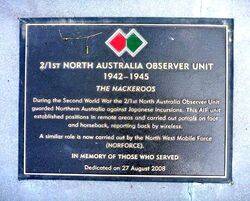 2/1ST NORTH AUSTRALIA OBSERVER UNIT
1942-1945
THE NACKEROOS
During the Second World War the 2/1st North Australia Observer Unit
guarded Northern Australia against Japanese incursions. This AIF unit
established positions in remote areas and carried out patrols on foot
and horseback, reporting back by wireless.
A similar role is now carried out by the North West Mobile Force
(NORFORCE).
IN MEMORY OF THOSE WHO SERVED
Dedicated on 27 August 2008